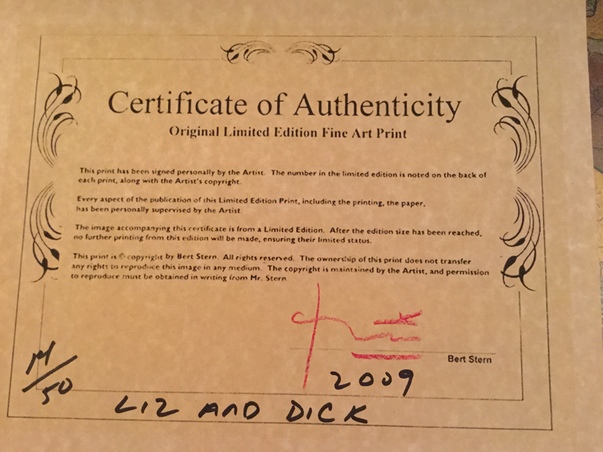 Certificate of Authenticity
Original Limited Edition Fine Art Print
This print has been signed personally by the Artist. The number in the limited edition is noted on the back of
each print, along with the Artist's copyright.
Every aspect of the publication of this Limited Edition Print, including the printing, the paper,
has been personally supervised by the Artist.
The image accompanying this certificate is from a Limited Edition. After the edition size has been reached,
no further printing from this edition will be made, ensuring their limited status.
This print is © copyright by Bert Stern. All rights reserved. The ownership of this print does not transfer
any rights to reproduce this image in any medium. The copyright is maintained by the Artist, and permission
to reproduce must be obtained in writing from Mr. Stern.
Bert Stern
2009
/50
LIZ AND DICK